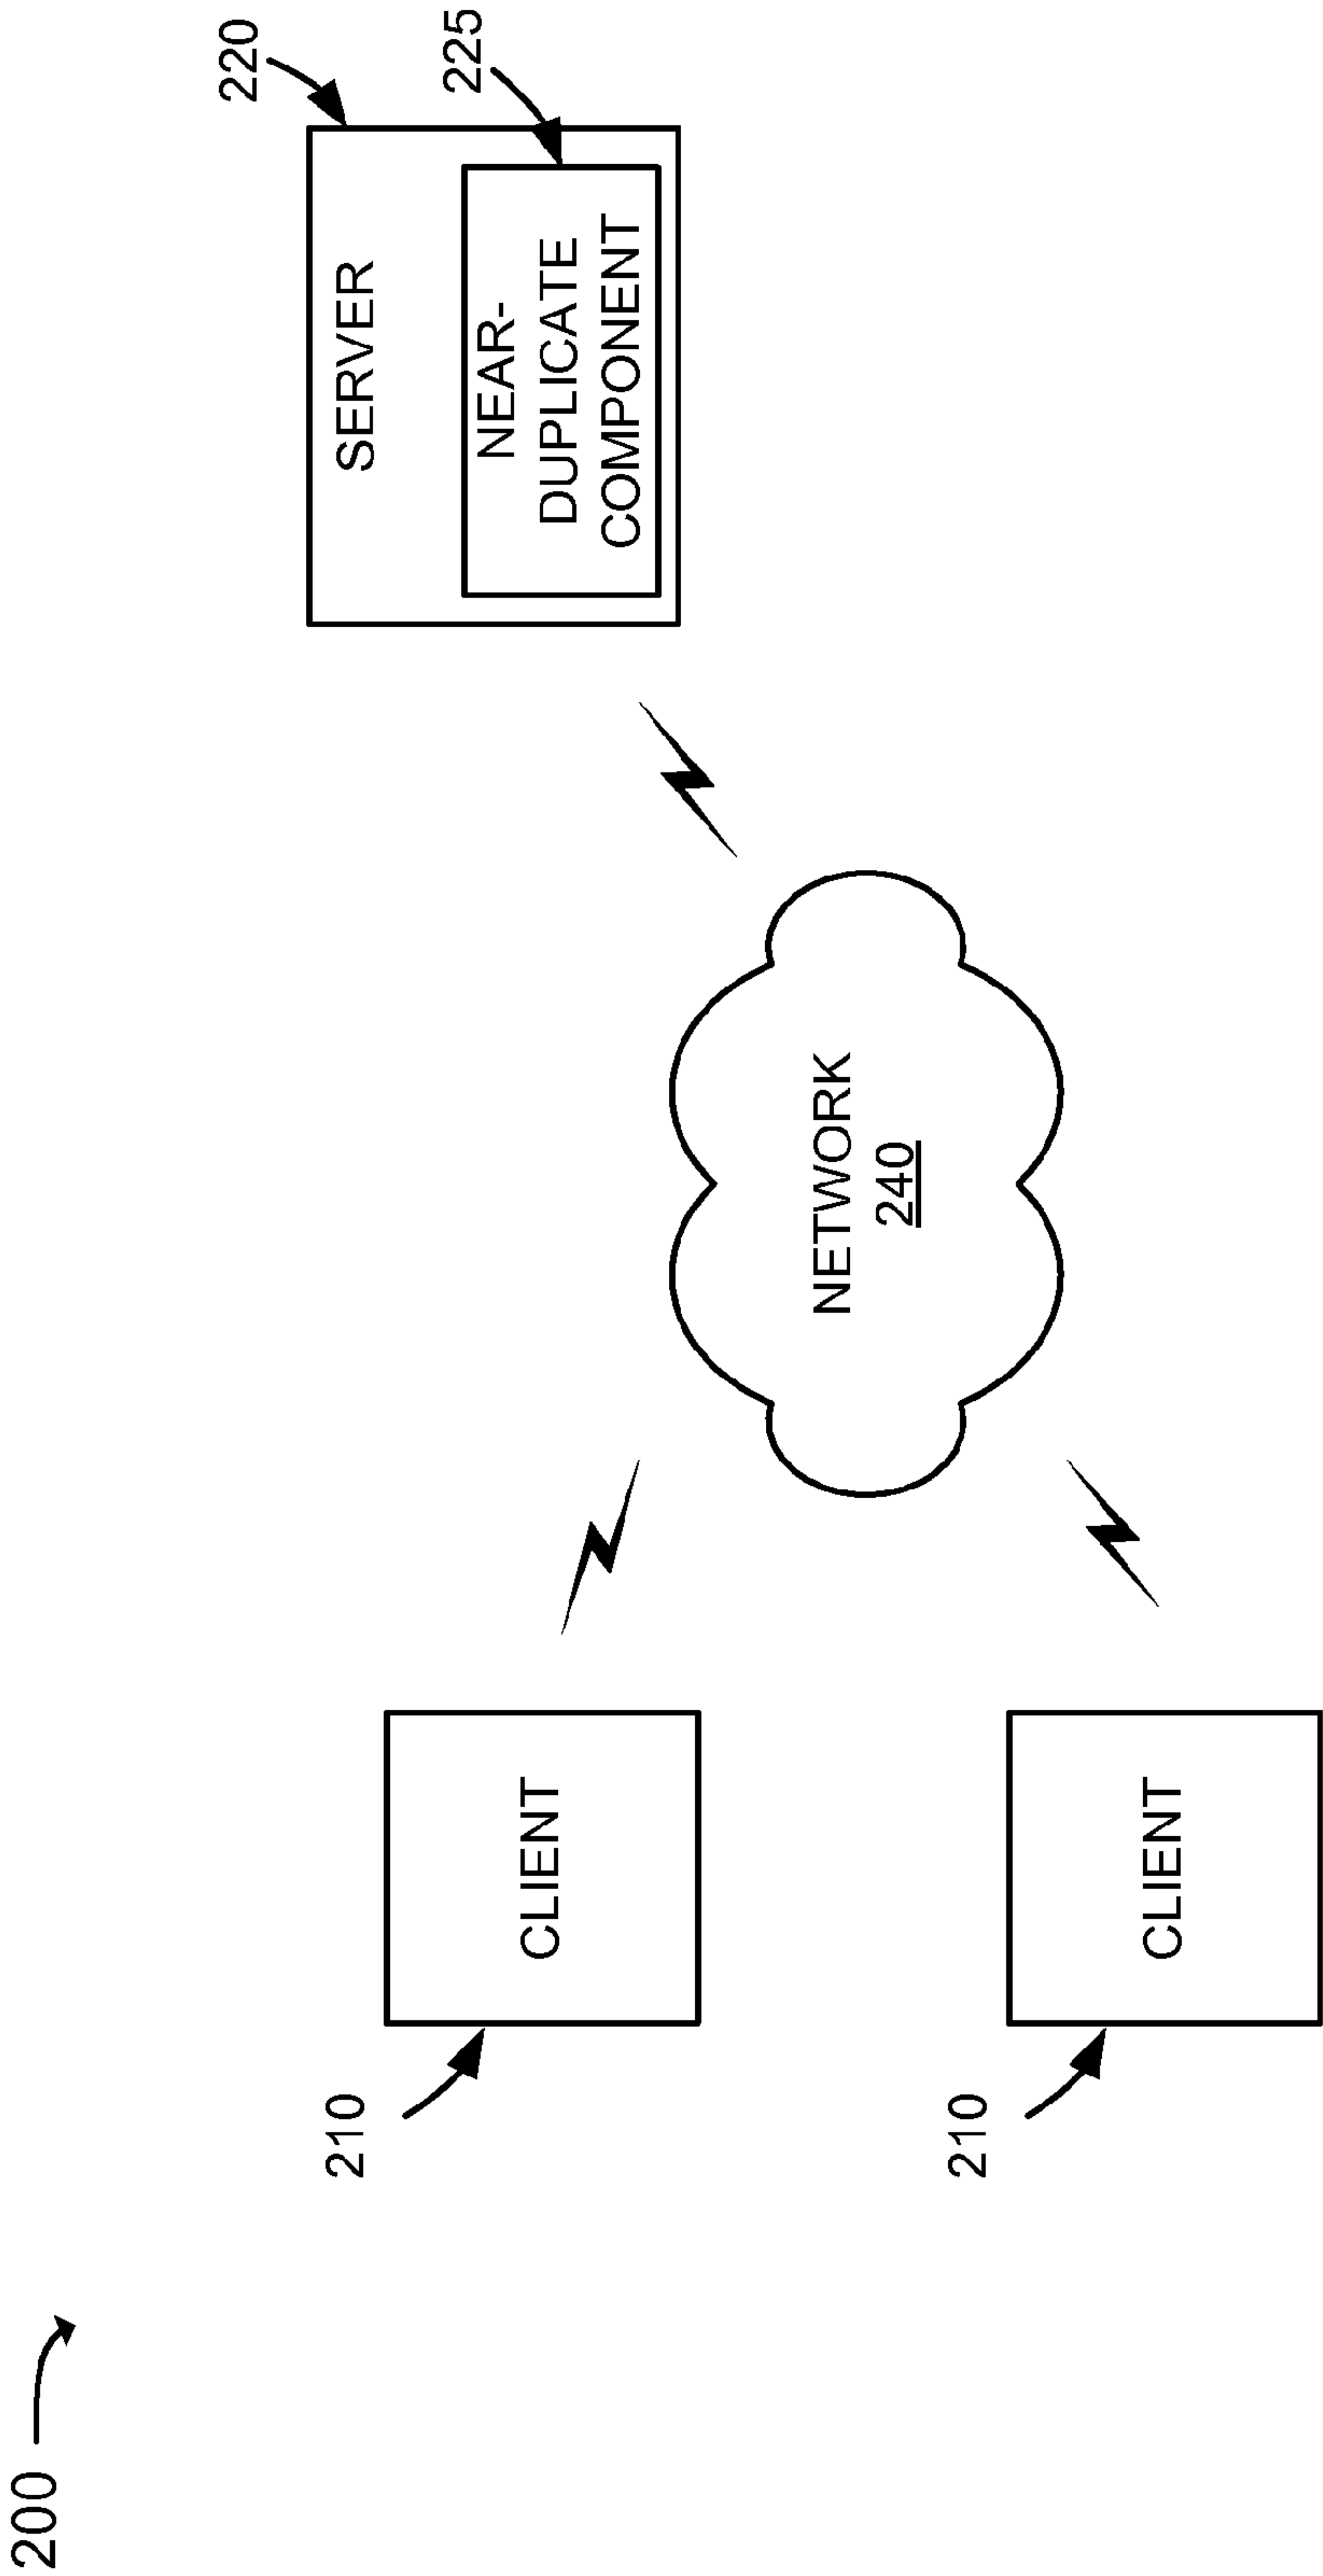 200
220
SERVER
225
NEAR-
DUPLICATE
COMPONENT
210
CLIENT
NETWORK
240
210
CLIENT